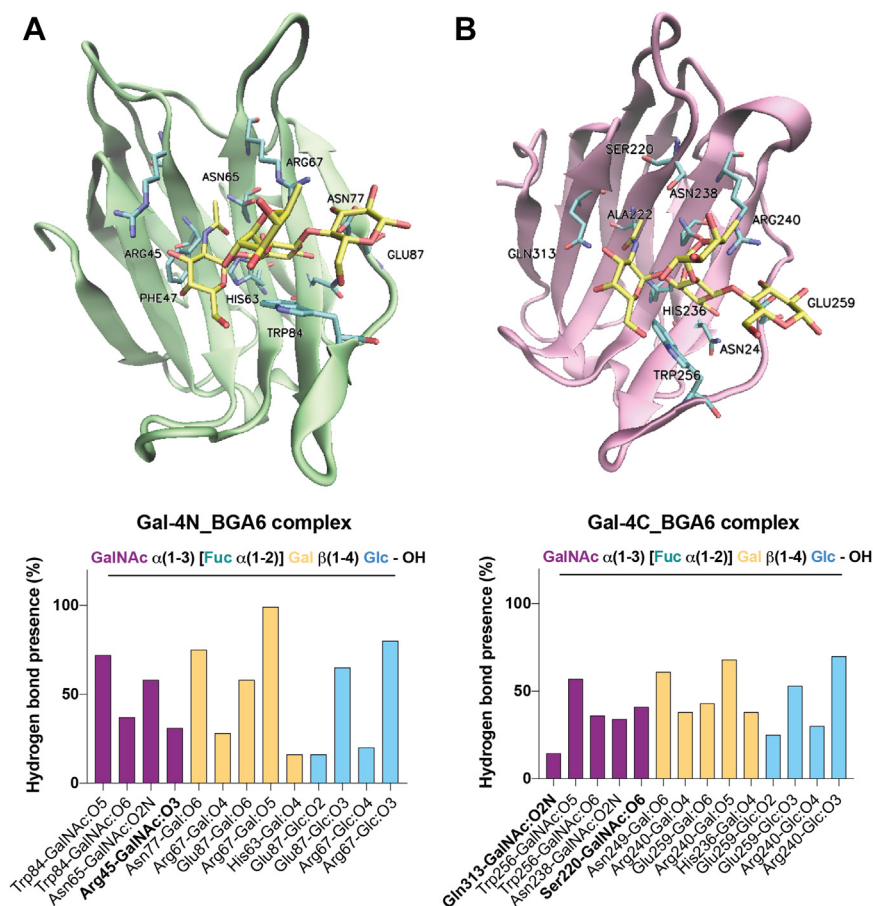 A
ARG67
ASN65
ASN77
ARG45
GLU87
PHE47
HIS63
TRP84
B
SER220
ASN238
ALA222
ARG240
GLN313
GLU259
HIS236
ASN24
TRP256
Gal-4N_BGA6 complex
GalNAc α(1-3) [Fuc α(1-2)] Gal β(1-4) Glc - OH
Hydrogen bond presence (%)
100
50
0
Trp84-GalNAc:O5
Trp84-GalNAc:O6
Asn65-GalNAc:O2N
Arg45-GalNAc:O3
Asn77-Gal:O6
Arg67-Gal:O4
Glu87-Gal:O6
Arg67-Gal:O5
His63-Gal:O4
Glu87-Glc:O2
Glu87-Glc:O3
Arg67-Glc:O4
Arg67-Glc:O3
Gal-4C_BGA6 complex
GalNAc α(1-3) [Fuc α(1-2)] Gal β(1-4) Glc - OH
Hydrogen bond presence (%)
100
50
0
Gln313-GalNAc:O2N
Trp256-GalNAc:O5
Trp256-GalNAc:O6
Asn238-GalNAc:O2N
Ser220-GalNAc:O6
Asn249-Gal:O6
Arg240-Gal:O4
Glu259-Gal:O6
Arg240-Gal:O5
His236-Gal:O4
Glu259-Glc:O2
Glu259-Glc:O3
Arg240-Glc:O4
Arg240-Glc:O3